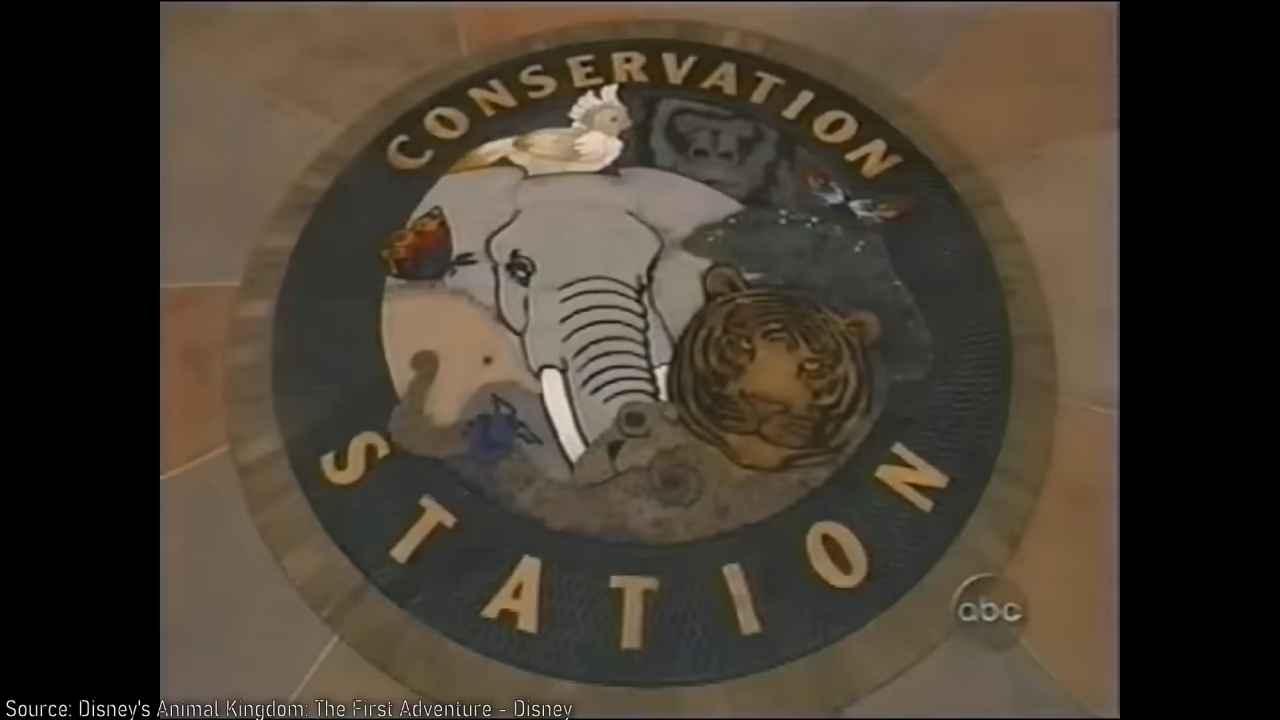 CONSERVATION
STATION
abc
Source: Disney's Animal Kingdom: The First Adventure - Disney